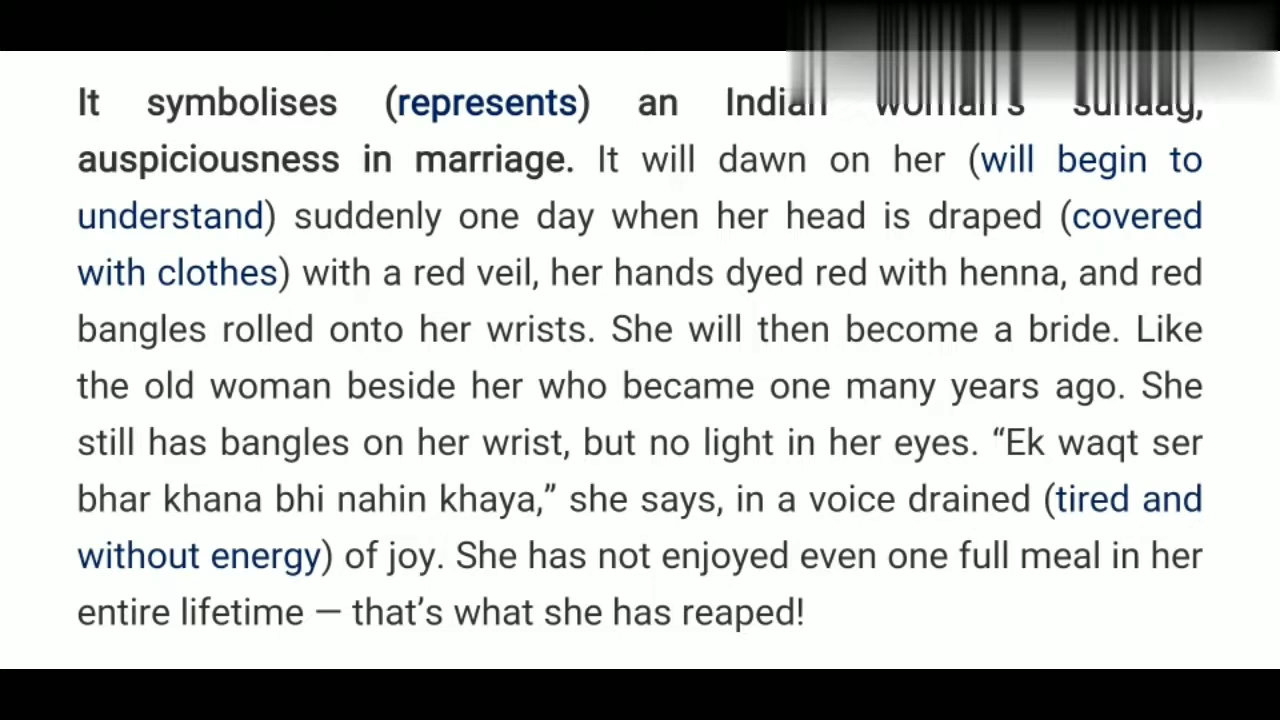 It symbolises (represents) an Indian woman's suhaag,
auspiciousness in marriage. It will dawn on her (will begin to
understand) suddenly one day when her head is draped (covered
with clothes) with a red veil, her hands dyed red with henna, and red
bangles rolled onto her wrists. She will then become a bride. Like
the old woman beside her who became one many years ago. She
still has bangles on her wrist, but no light in her eyes. “Ek waqt ser
bhar khana bhi nahin khaya,” she says, in a voice drained (tired and
without energy) of joy. She has not enjoyed even one full meal in her
entire lifetime — that’s what she has reaped!